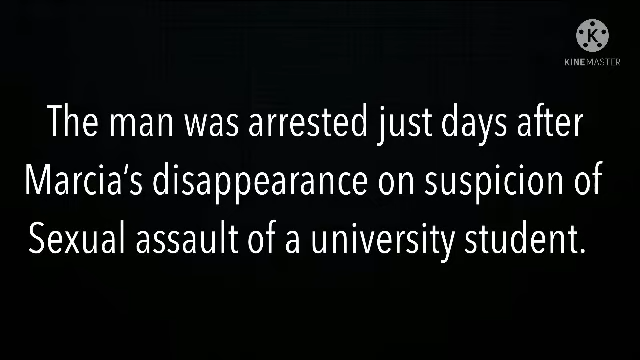 KINEMASTER
The man was arrested just days after
Marcia's disappearance on suspicion of
Sexual assault of a university student.